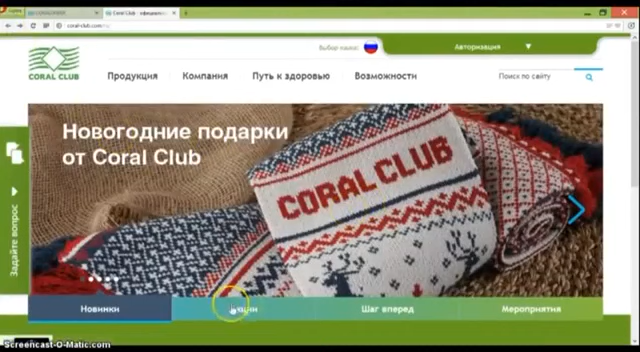 Coral Club - официальн
coral-club.com
Выбор языка:
Авторизация
CORAL CLUB
Продукция
Компания
Путь к здоровью
Возможности
Поиск по сайту
Новогодние подарки
от Coral Club
CORAL CLUB
Задайте вопрос
Новинки
Шаг вперед
Мероприятия
Screencast-O-Matic.com